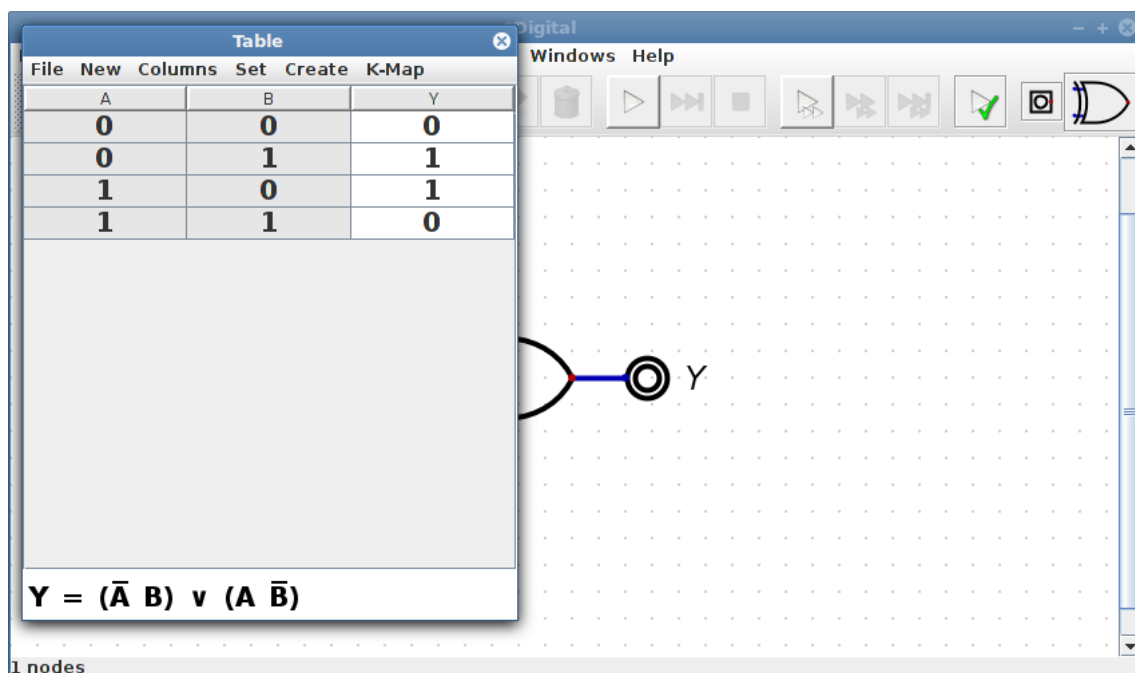 Digital
Table
Windows Help
File New Columns Set Create K-Map
A B Y
0 0 0
0 1 1
1 0 1
1 1 0
Y
Y = (A̅ B) ∨ (A B̅)
1 nodes